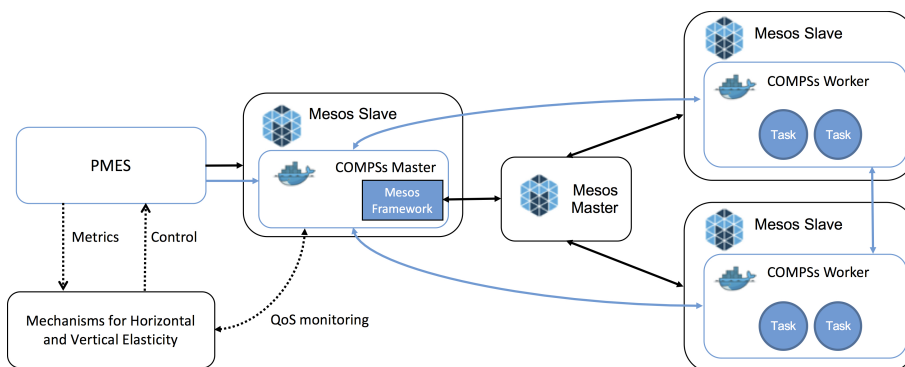 PMES
Metrics
Control
Mechanisms for Horizontal
and Vertical Elasticity
QoS monitoring
Mesos Slave
COMPSs Master
Mesos
Framework
Mesos
Master
Mesos Slave
COMPSs Worker
Task
Task
Mesos Slave
COMPSs Worker
Task
Task